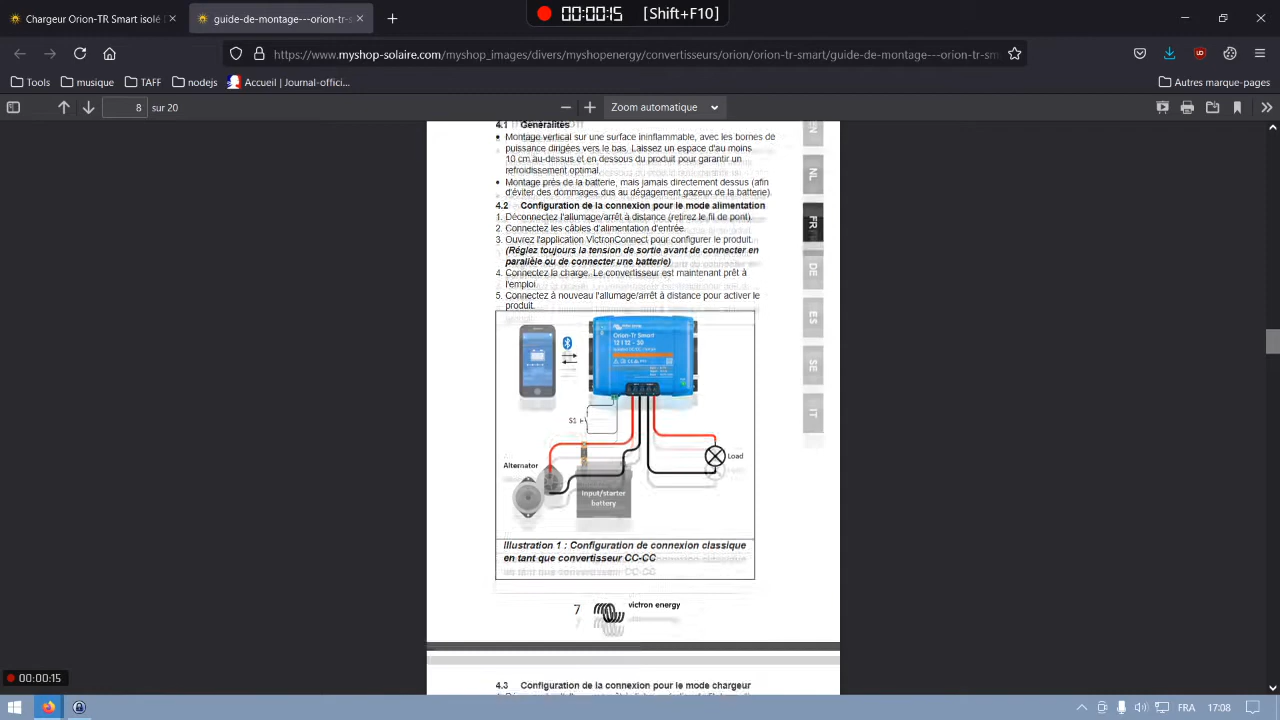 00:00:15 [Shift+F10]
Chargeur Orion-TR Smart isolé
guide-de-montage---orion-tr-s
https://www.myshop-solaire.com/myshop_images/divers/myshopenergy/convertisseurs/orion/orion-tr-smart/guide-de-montage---orion-tr-sm
Tools
musique
TAFF
nodejs
Accueil | Journal-offici...
Autres marque-pages
8 sur 20
Zoom automatique
4.1 Généralités
• Montage vertical sur une surface ininflammable, avec les bornes de
puissance dirigées vers le bas. Laissez un espace d'au moins
10 cm au-dessus et en dessous du produit pour garantir un
refroidissement optimal.
• Montage près de la batterie, mais jamais directement dessus (afin
d'éviter des dommages dus au dégagement gazeux de la batterie).
4.2 Configuration de la connexion pour le mode alimentation
1. Déconnectez l'allumage/arrêt à distance (retirez le fil de pont).
2. Connectez les câbles d'alimentation d'entrée.
3. Ouvrez l'application VictronConnect pour configurer le produit.
(Réglez toujours la tension de sortie avant de connecter en
parallèle ou de connecter une batterie)
4. Connectez la charge. Le convertisseur est maintenant prêt à
l'emploi.
5. Connectez à nouveau l'allumage/arrêt à distance pour activer le
produit.
EN
NL
FR
DE
ES
SE
IT
Orion-Tr Smart
12 | 12 - 30
S1
Alternator
Load
Input/starter
battery
Illustration 1 : Configuration de connexion classique
en tant que convertisseur CC-CC
7
victron energy
4.3 Configuration de la connexion pour le mode chargeur
00:00:15
FR
17:08